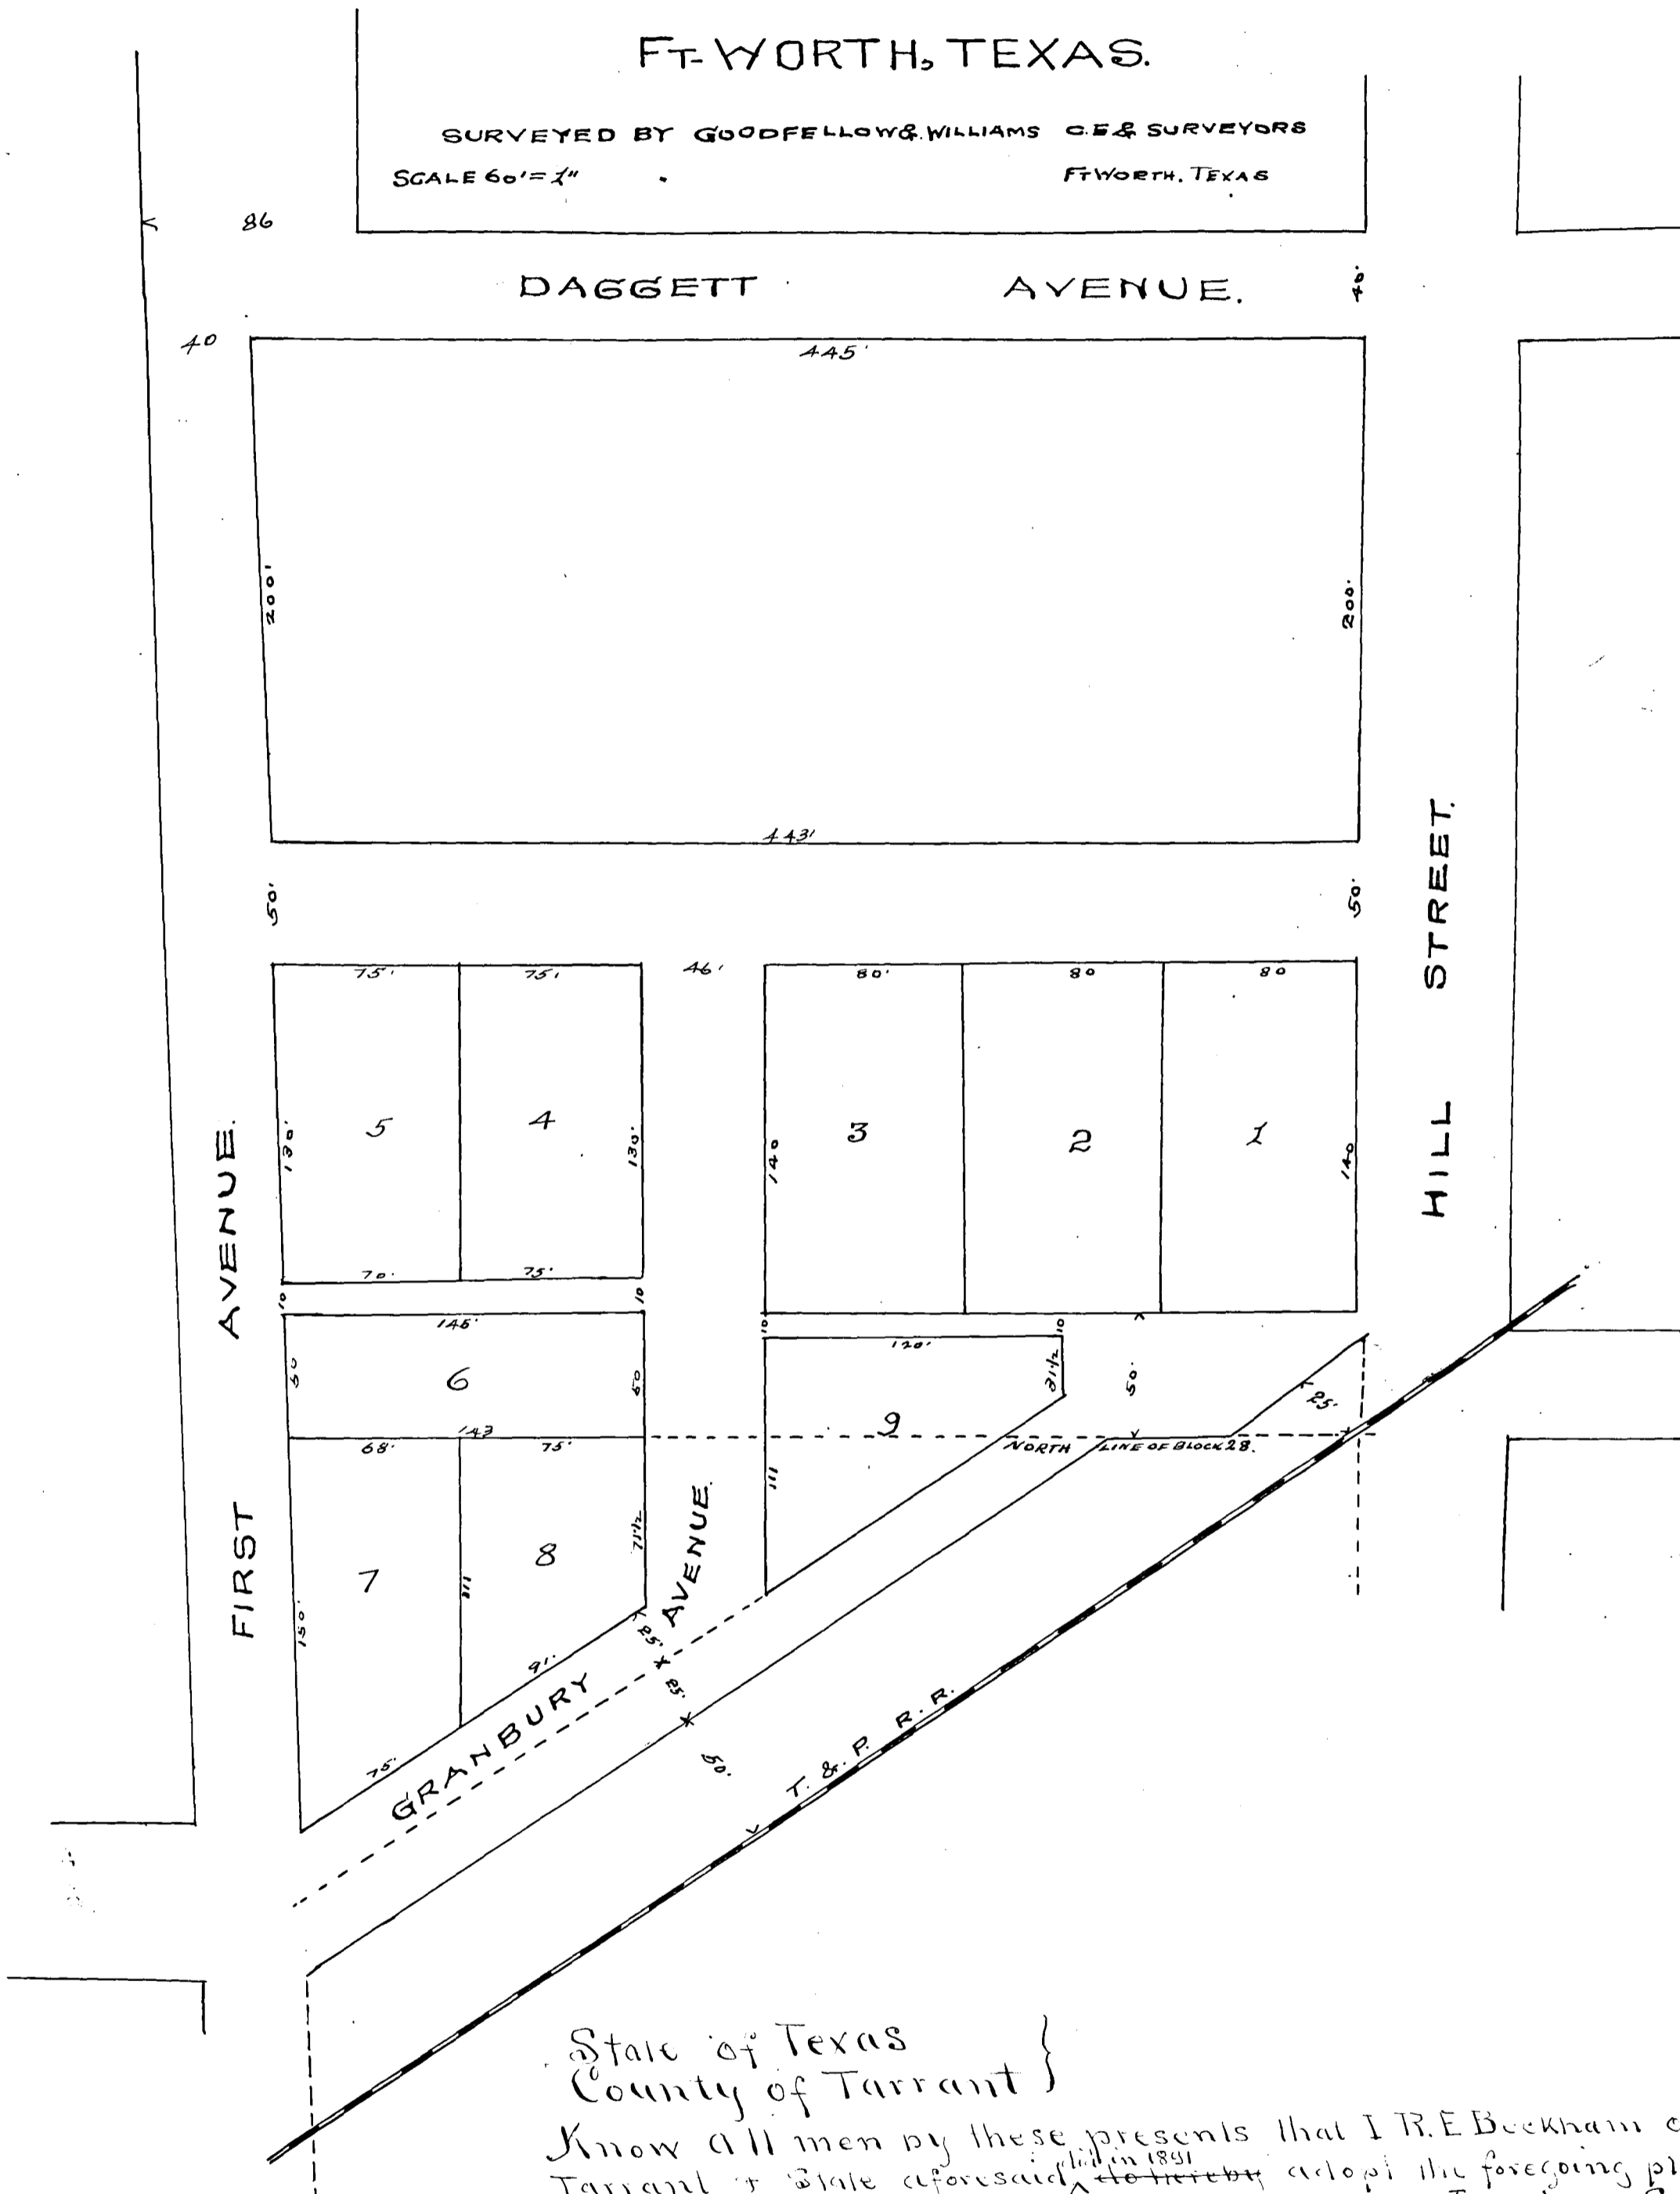 FT. WORTH, TEXAS.
SURVEYED BY GOODFELLOW & WILLIAMS C.E & SURVEYORS
SCALE 60' = 1" FT WORTH. TEXAS
86
DAGGETT AVENUE.
40'
40
445'
200'
200'
443'
50'
50'
HILL STREET.
75' 75' 46' 80' 80 80
5 4 3 2 1
130' 130' 140 140
70' 75'
FIRST AVENUE.
10 10 10 10
145' 120'
50 6 50 31½ 50' 25'
9
143
68' 75' NORTH LINE OF BLOCK 28.
111
7 8 71½
111
150'
AVENUE.
91'
75'
GRANBURY
25'
25'
50'
T. & P. R. R.
State of Texas }
County of Tarrant
Know all men by these presents that I R.E Beckham
did in 1891
Tarrant & State aforesaid, do hereby adopt the foregoing